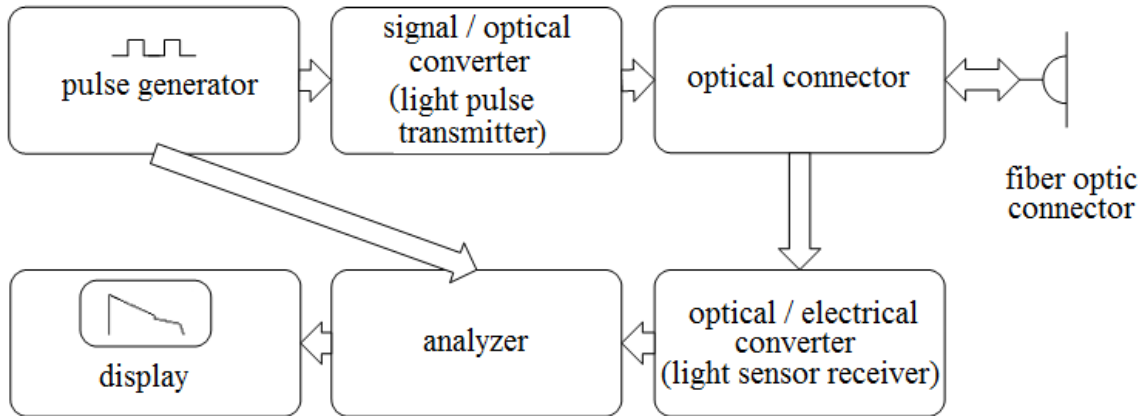 pulse generator
signal / optical
converter
(light pulse
transmitter)
optical connector
fiber optic
connector
display
analyzer
optical / electrical
converter
(light sensor receiver)